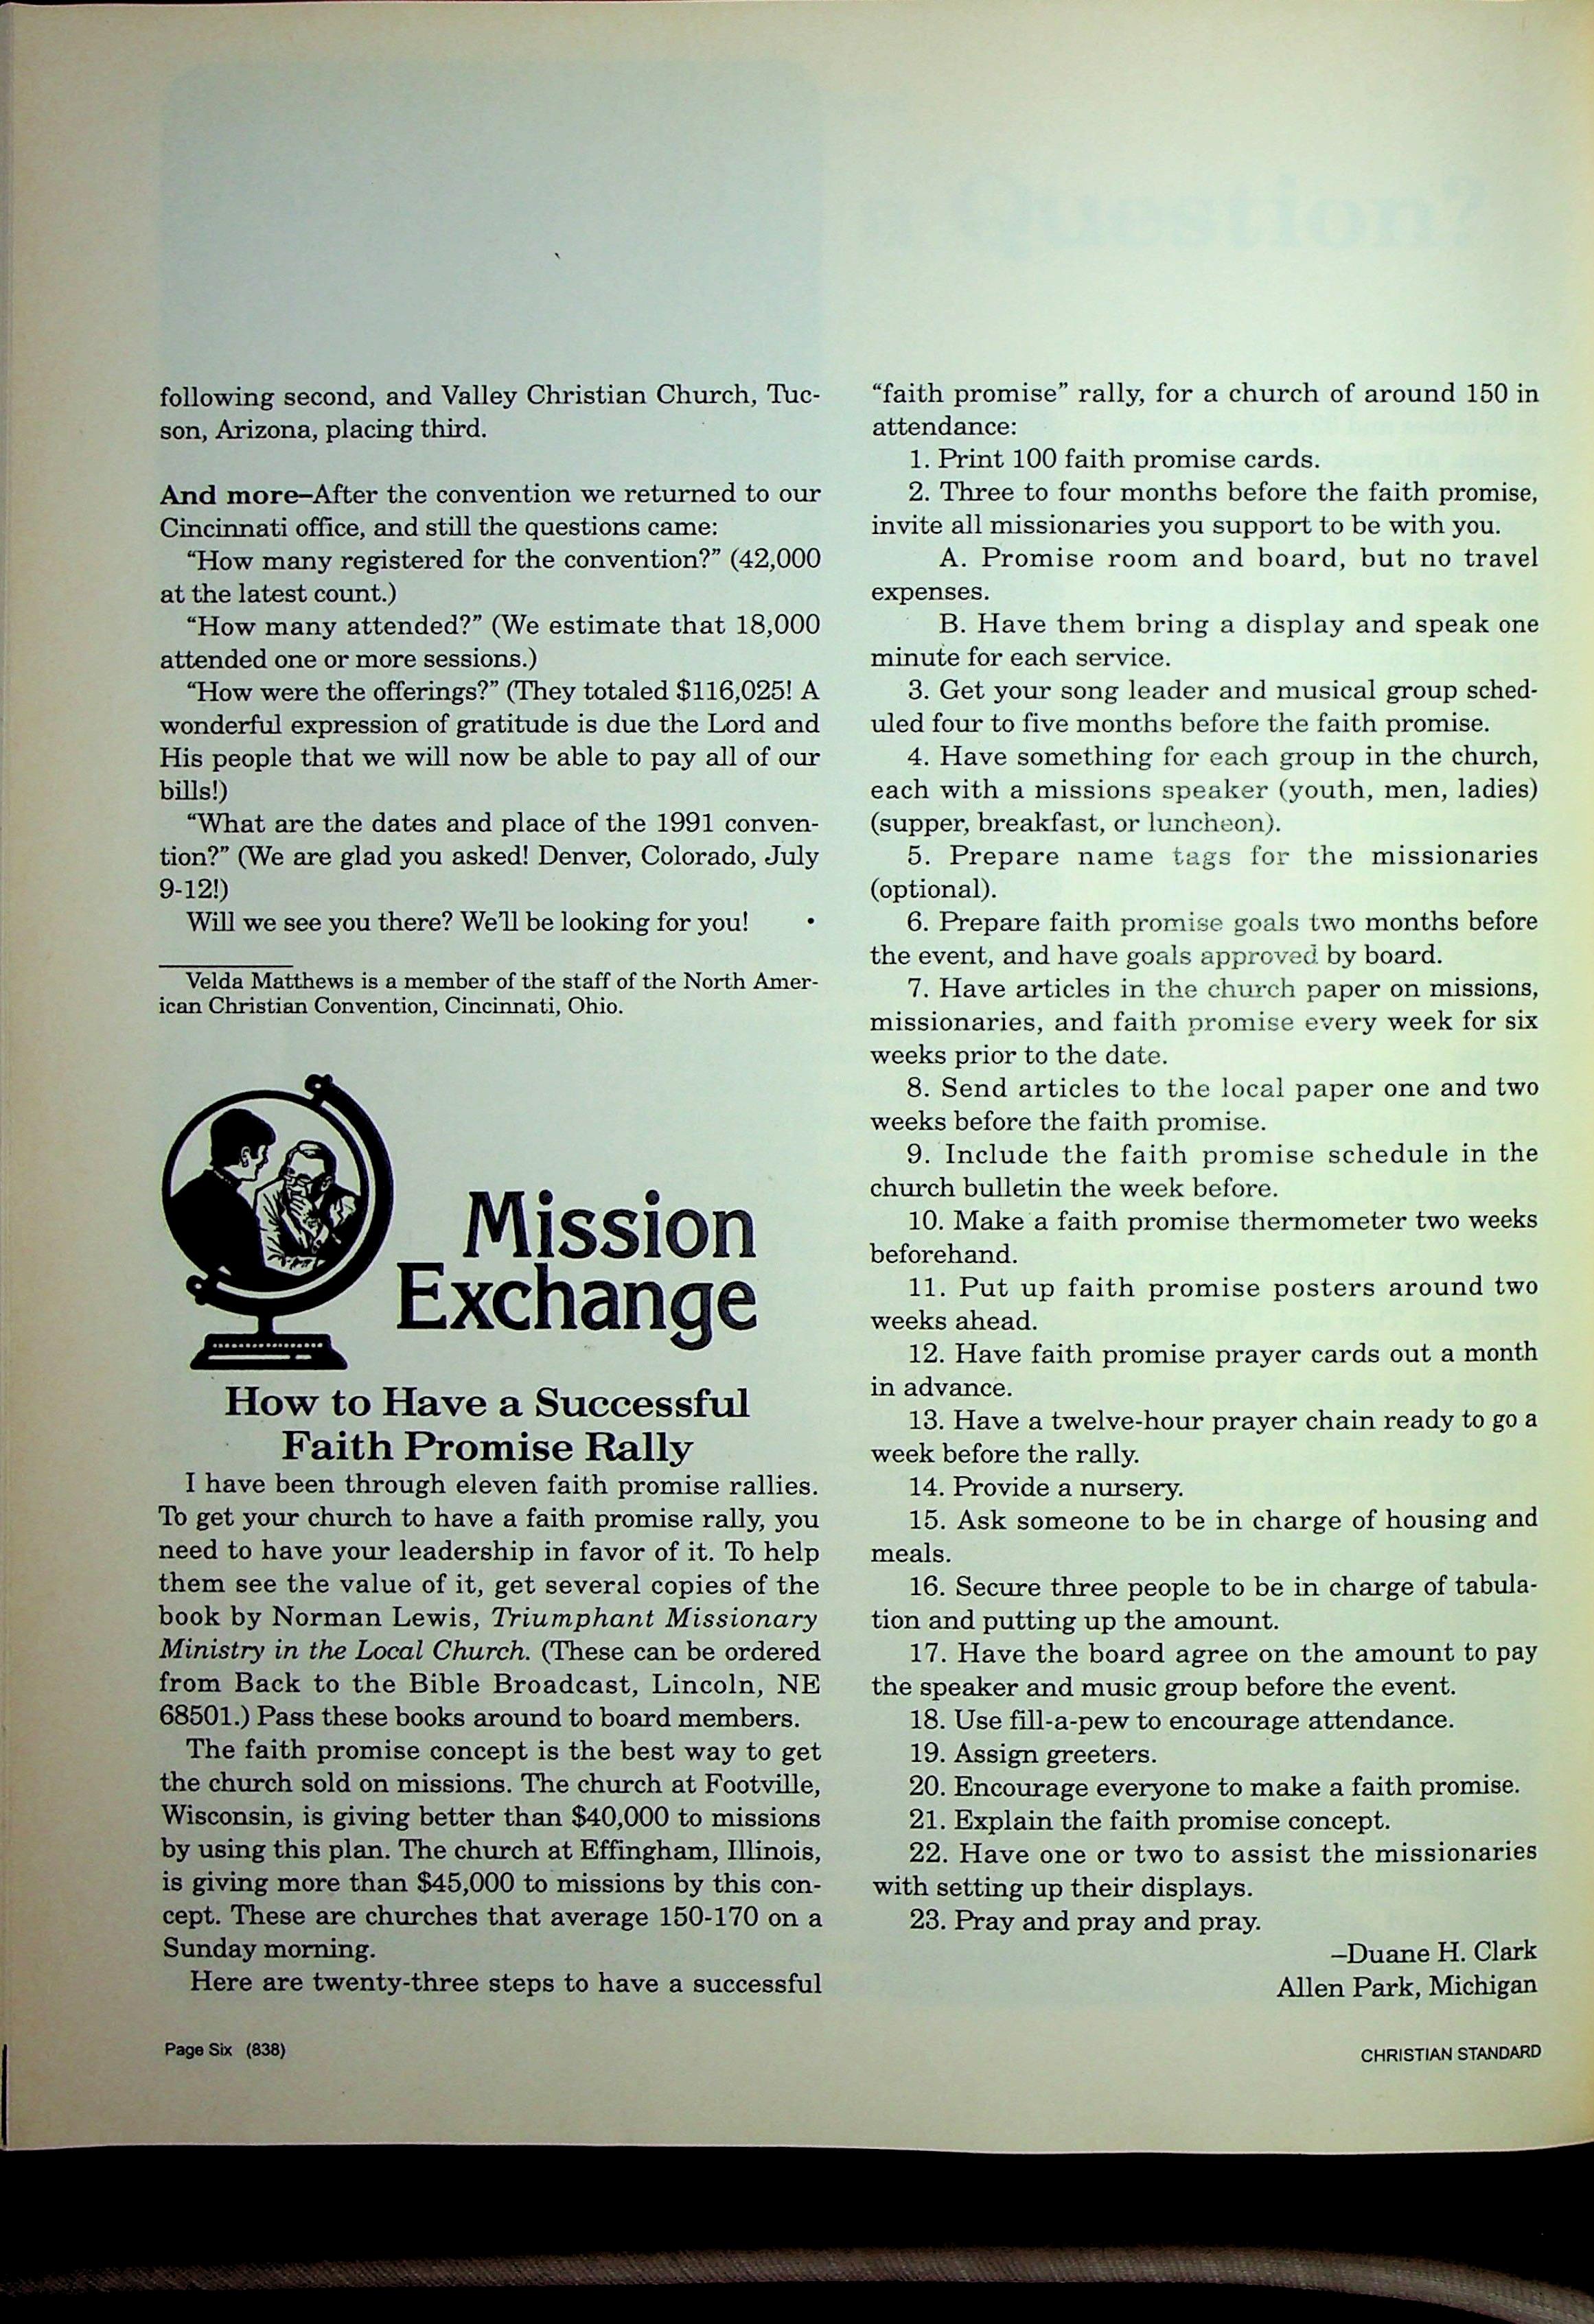 following second, and Valley Christian Church, Tuc-
son, Arizona, placing third.
And more–After the convention we returned to our
Cincinnati office, and still the questions came:
“How many registered for the convention?” (42,000
at the latest count.)
“How many attended?” (We estimate that 18,000
attended one or more sessions.)
“How were the offerings?” (They totaled $116,025! A
wonderful expression of gratitude is due the Lord and
His people that we will now be able to pay all of our
bills!)
“What are the dates and place of the 1991 conven-
tion?” (We are glad you asked! Denver, Colorado, July
9-12!)
Will we see you there? We’ll be looking for you! •
Velda Matthews is a member of the staff of the North Amer-
ican Christian Convention, Cincinnati, Ohio.
Mission
Exchange
How to Have a Successful
Faith Promise Rally
I have been through eleven faith promise rallies.
To get your church to have a faith promise rally, you
need to have your leadership in favor of it. To help
them see the value of it, get several copies of the
book by Norman Lewis, Triumphant Missionary
Ministry in the Local Church. (These can be ordered
from Back to the Bible Broadcast, Lincoln, NE
68501.) Pass these books around to board members.
The faith promise concept is the best way to get
the church sold on missions. The church at Footville,
Wisconsin, is giving better than $40,000 to missions
by using this plan. The church at Effingham, Illinois,
is giving more than $45,000 to missions by this con-
cept. These are churches that average 150-170 on a
Sunday morning.
Here are twenty-three steps to have a successful
“faith promise” rally, for a church of around 150 in
attendance:
1. Print 100 faith promise cards.
2. Three to four months before the faith promise,
invite all missionaries you support to be with you.
A. Promise room and board, but no travel
expenses.
B. Have them bring a display and speak one
minute for each service.
3. Get your song leader and musical group sched-
uled four to five months before the faith promise.
4. Have something for each group in the church,
each with a missions speaker (youth, men, ladies)
(supper, breakfast, or luncheon).
5. Prepare name tags for the missionaries
(optional).
6. Prepare faith promise goals two months before
the event, and have goals approved by board.
7. Have articles in the church paper on missions,
missionaries, and faith promise every week for six
weeks prior to the date.
8. Send articles to the local paper one and two
weeks before the faith promise.
9. Include the faith promise schedule in the
church bulletin the week before.
10. Make a faith promise thermometer two weeks
beforehand.
11. Put up faith promise posters around two
weeks ahead.
12. Have faith promise prayer cards out a month
in advance.
13. Have a twelve-hour prayer chain ready to go a
week before the rally.
14. Provide a nursery.
15. Ask someone to be in charge of housing and
meals.
16. Secure three people to be in charge of tabula-
tion and putting up the amount.
17. Have the board agree on the amount to pay
the speaker and music group before the event.
18. Use fill-a-pew to encourage attendance.
19. Assign greeters.
20. Encourage everyone to make a faith promise.
21. Explain the faith promise concept.
22. Have one or two to assist the missionaries
with setting up their displays.
23. Pray and pray and pray.
–Duane H. Clark
Allen Park, Michigan
Page Six (838)
CHRISTIAN STANDARD